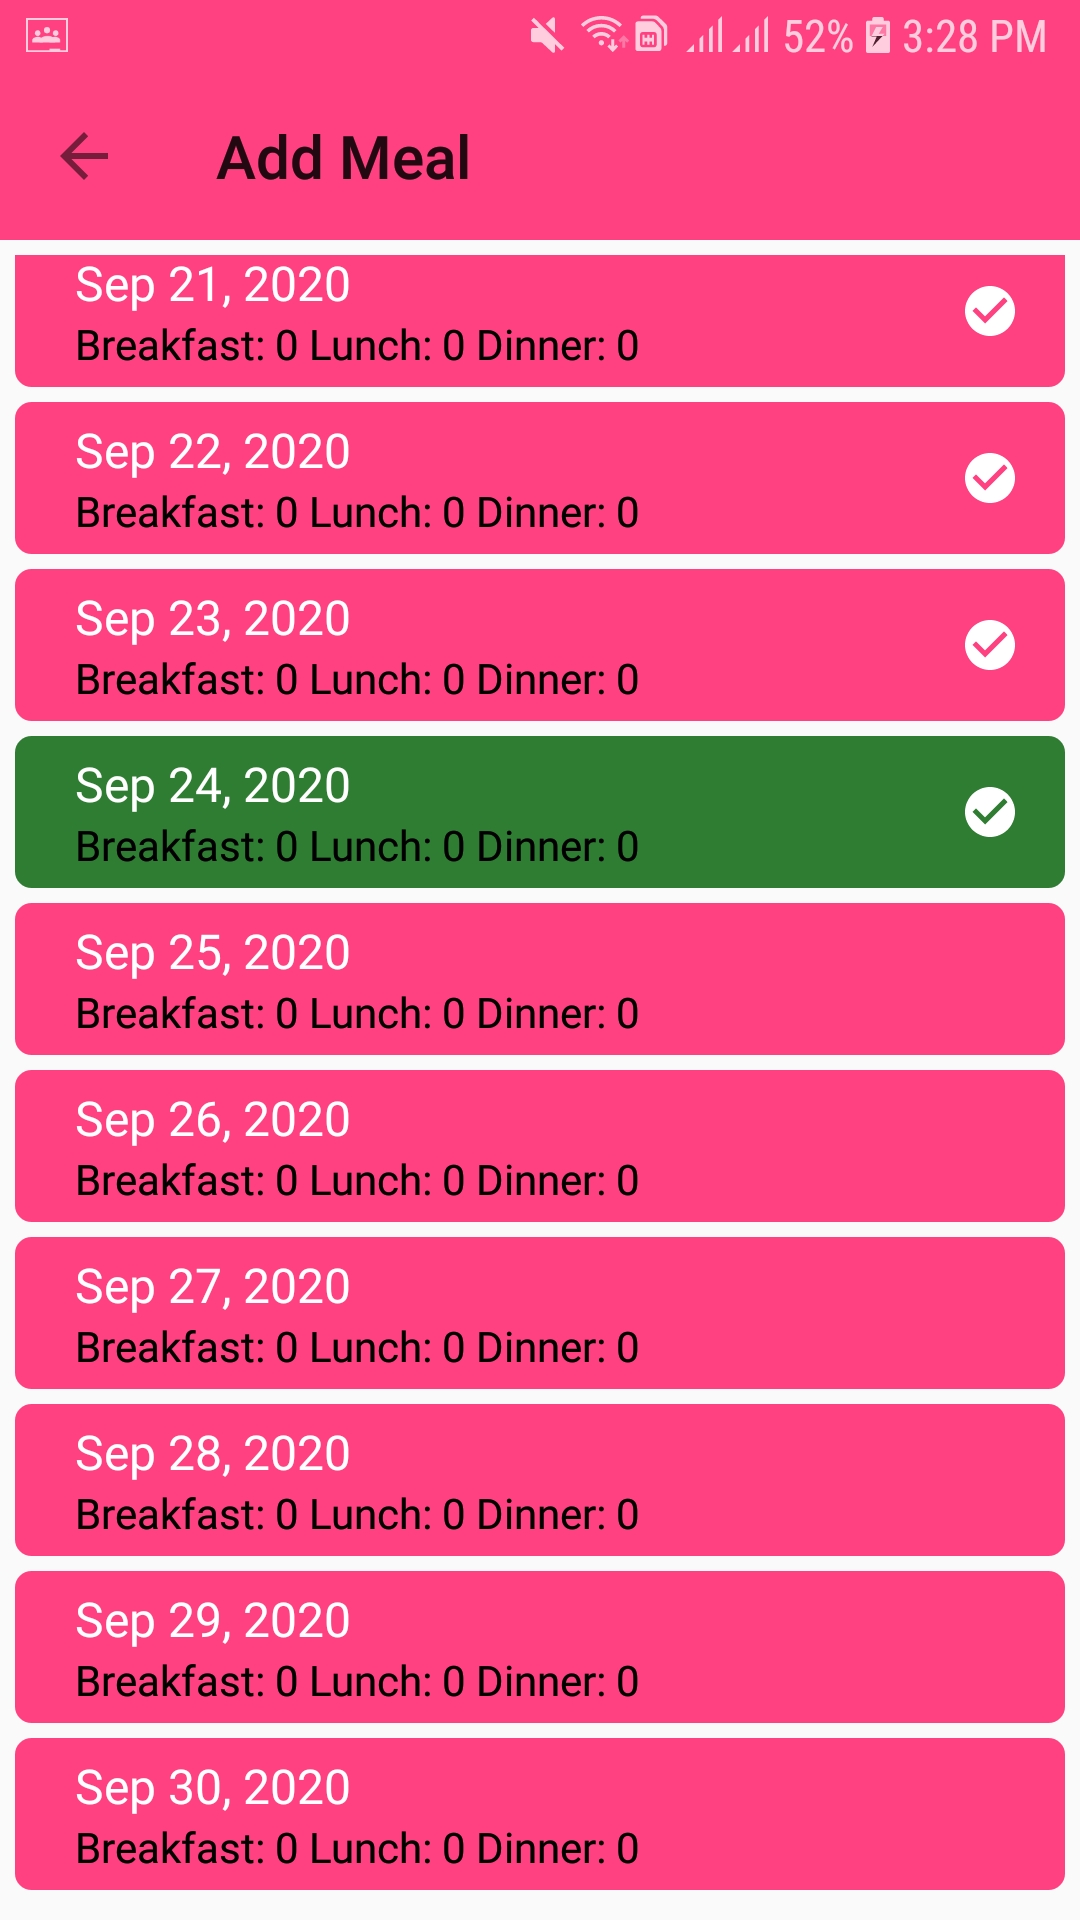 52% 3:28 PM
Add Meal
Sep 21, 2020
Breakfast: 0 Lunch: 0 Dinner: 0
Sep 22, 2020
Breakfast: 0 Lunch: 0 Dinner: 0
Sep 23, 2020
Breakfast: 0 Lunch: 0 Dinner: 0
Sep 24, 2020
Breakfast: 0 Lunch: 0 Dinner: 0
Sep 25, 2020
Breakfast: 0 Lunch: 0 Dinner: 0
Sep 26, 2020
Breakfast: 0 Lunch: 0 Dinner: 0
Sep 27, 2020
Breakfast: 0 Lunch: 0 Dinner: 0
Sep 28, 2020
Breakfast: 0 Lunch: 0 Dinner: 0
Sep 29, 2020
Breakfast: 0 Lunch: 0 Dinner: 0
Sep 30, 2020
Breakfast: 0 Lunch: 0 Dinner: 0